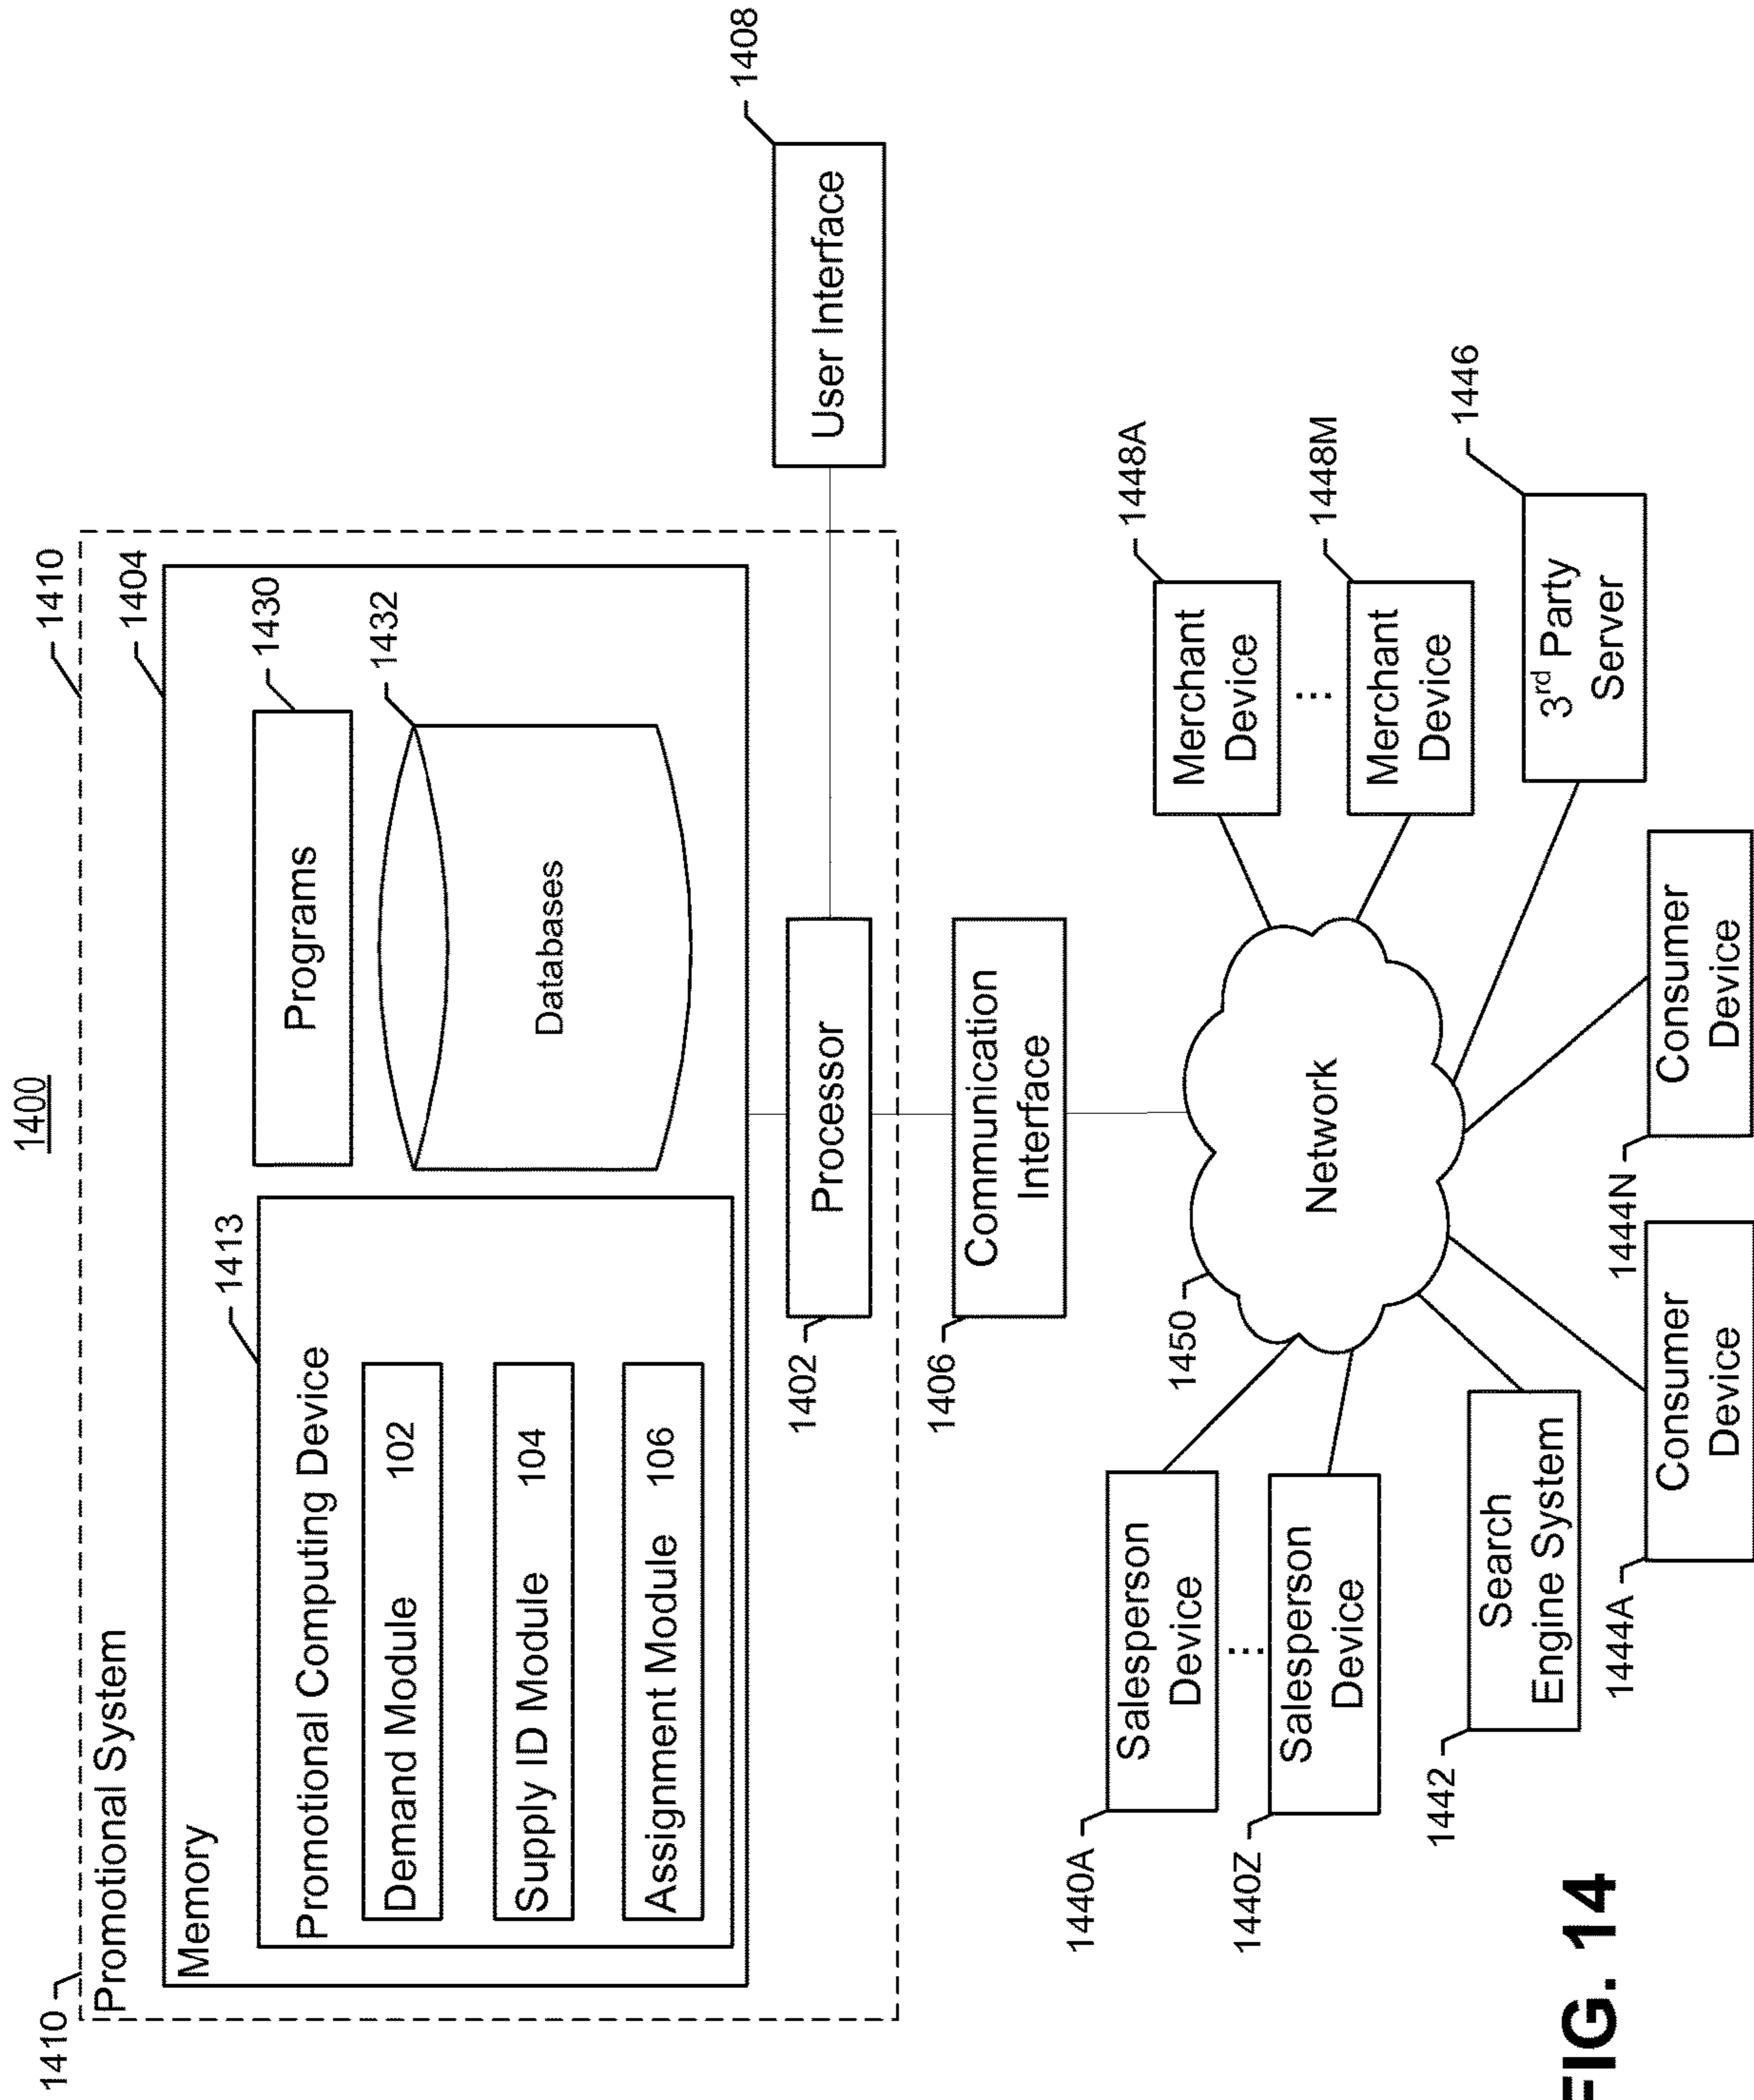 1400
1410
1410
Promotional System
1404
Memory
1413
Promotional Computing Device
Demand Module 102
Supply ID Module 104
Assignment Module 106
1430
Programs
1432
Databases
1402
Processor
1408
User Interface
1406
Communication
Interface
1450
Network
1440A
Salesperson
Device
...
1440Z
Salesperson
Device
1442
Search
Engine System
1444A
Consumer
Device
1444N
Consumer
Device
1448A
Merchant
Device
...
1448M
Merchant
Device
1446
3rd Party
Server
FIG. 14